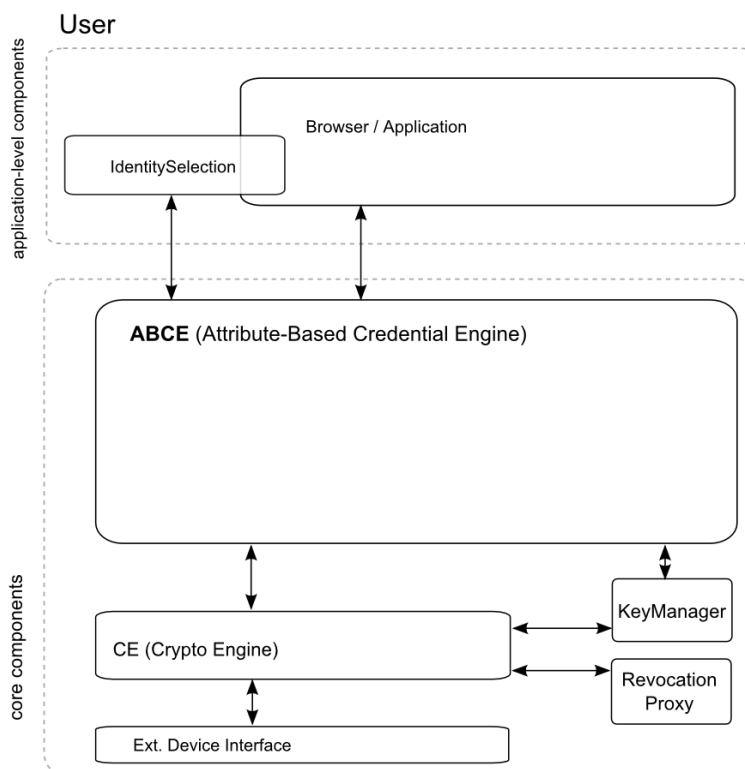 User
application-level components
Browser / Application
IdentitySelection
ABCE (Attribute-Based Credential Engine)
core components
KeyManager
CE (Crypto Engine)
Revocation
Proxy
Ext. Device Interface